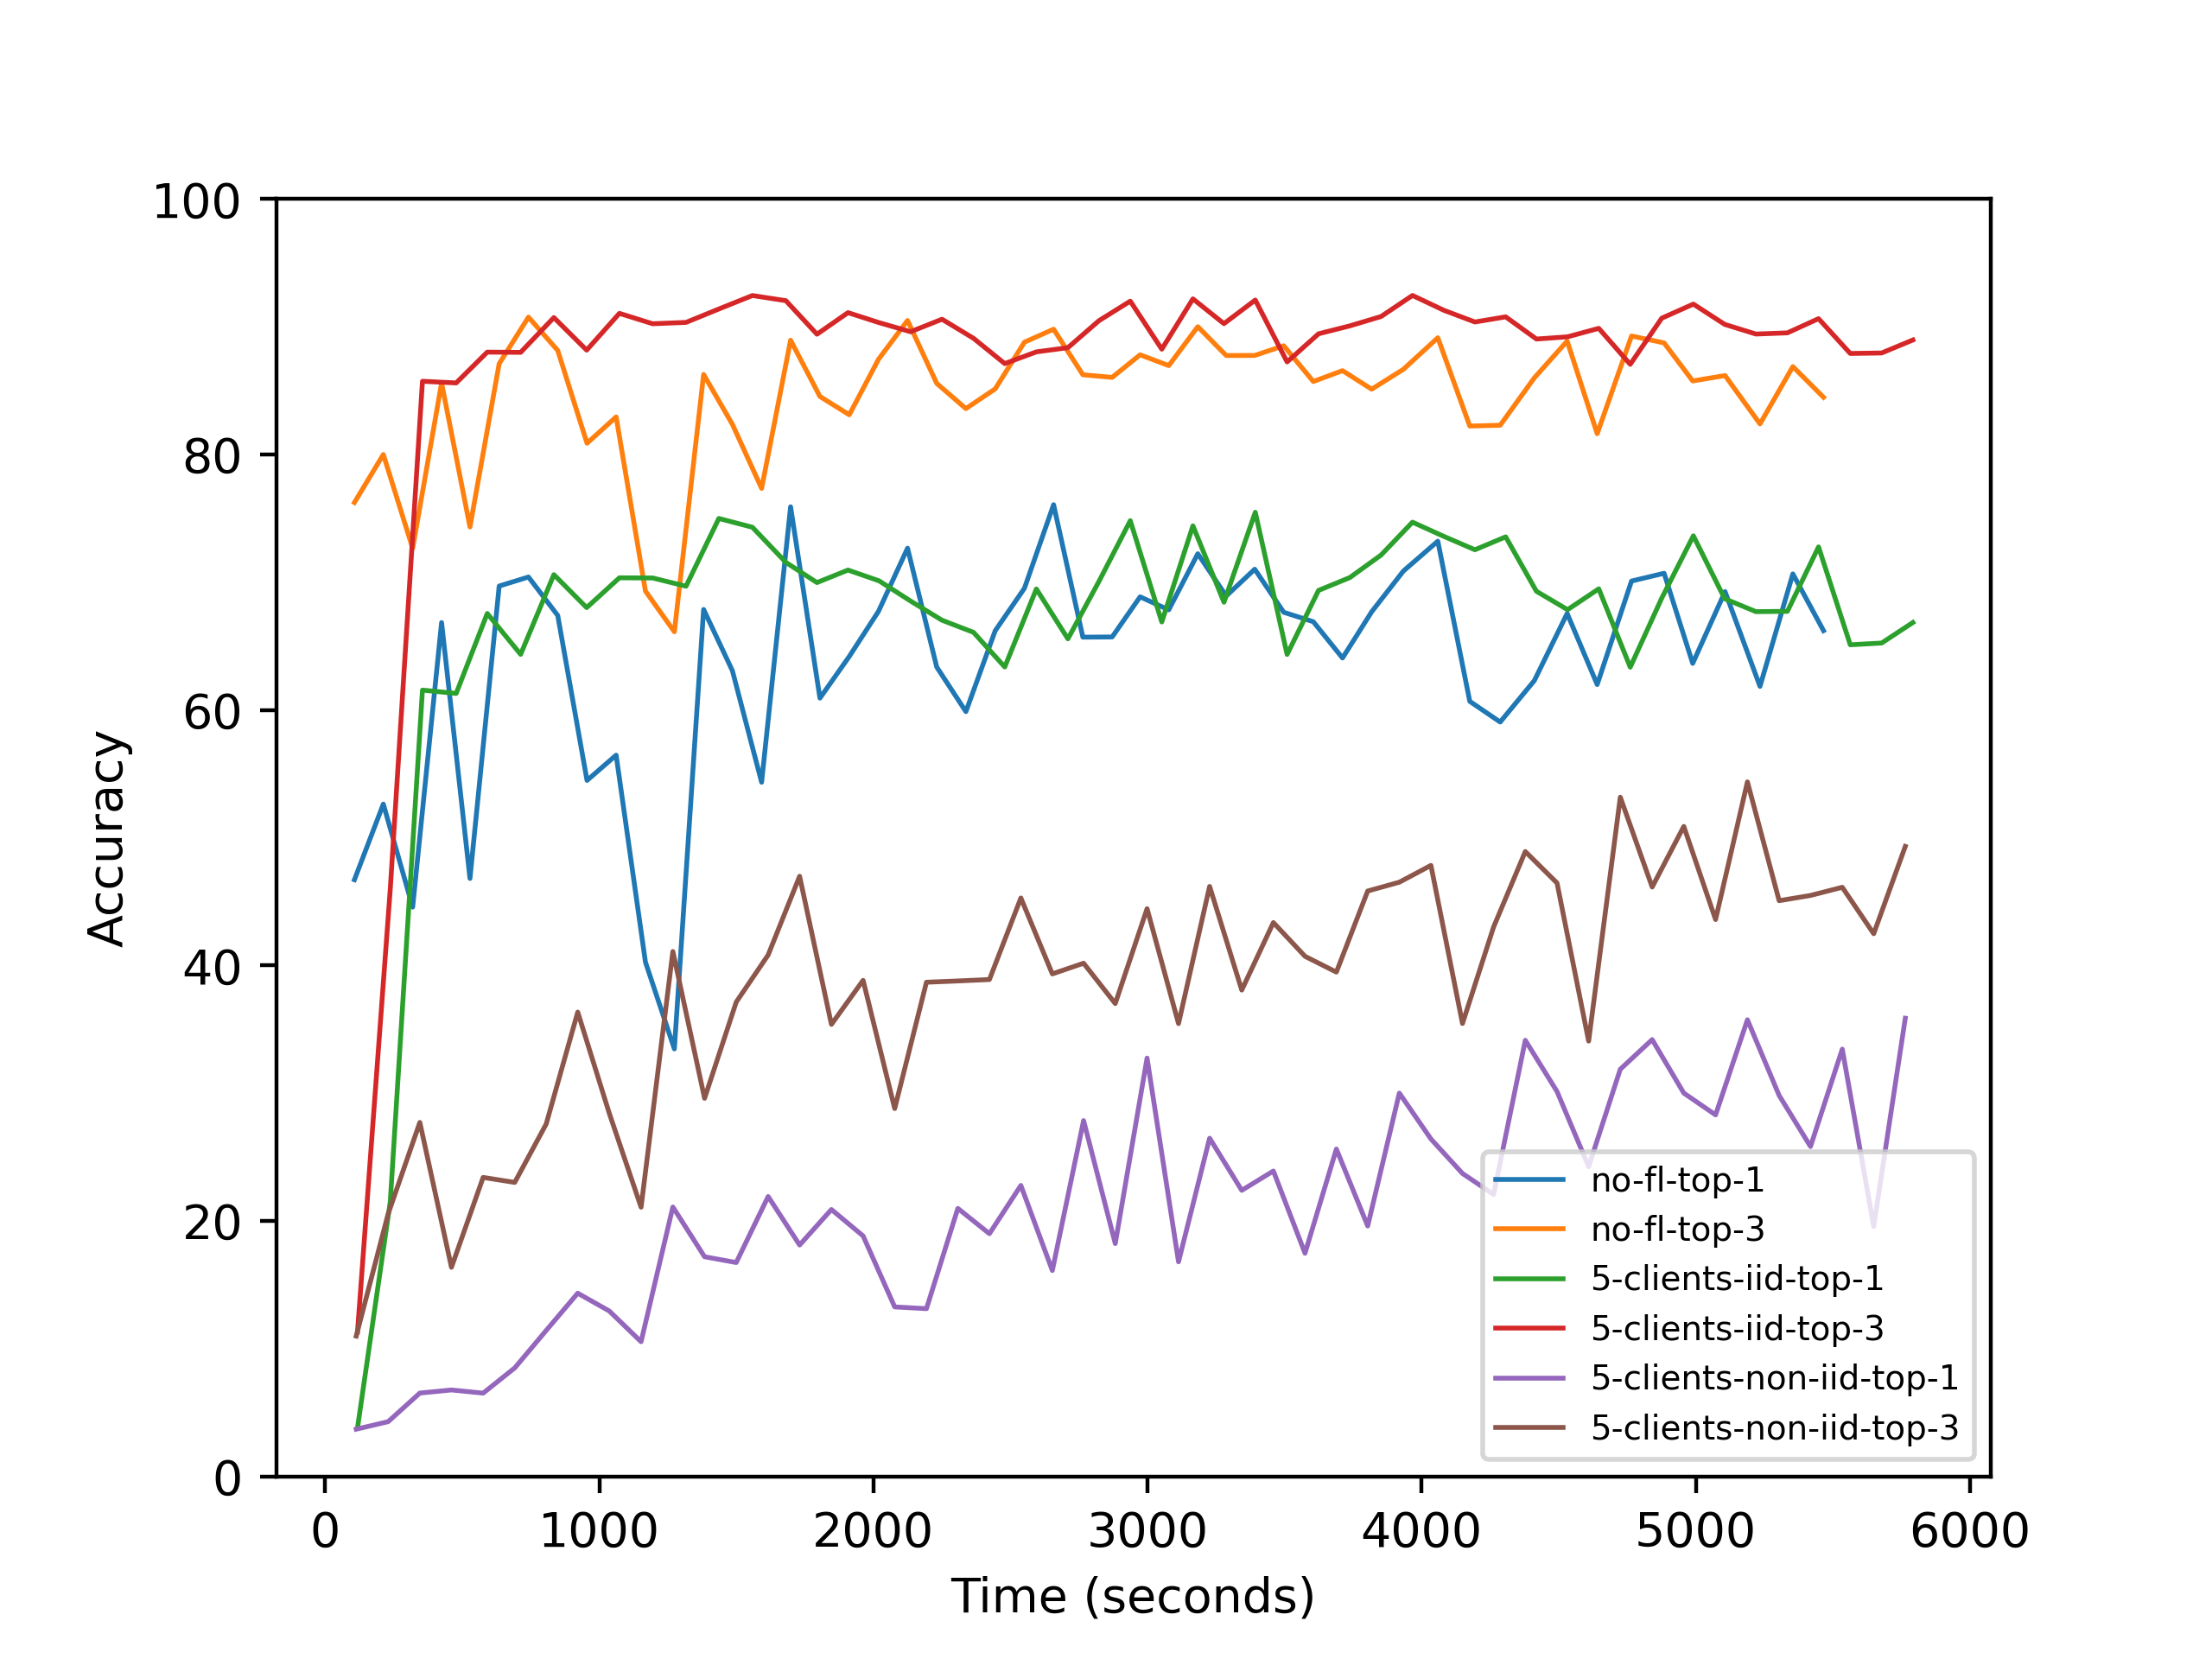 100
80
60
40
20
0
Accuracy
0 1000 2000 3000 4000 5000 6000
Time (seconds)
no-fl-top-1
no-fl-top-3
5-clients-iid-top-1
5-clients-iid-top-3
5-clients-non-iid-top-1
5-clients-non-iid-top-3